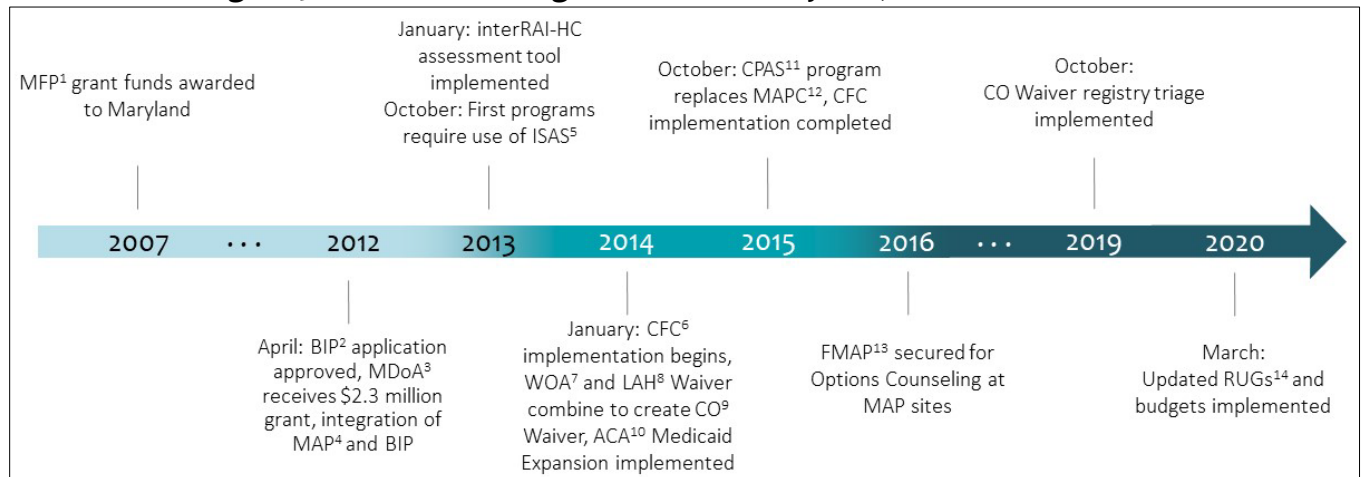 MFP¹ grant funds awarded
to Maryland
January: interRAI-HC
assessment tool
implemented
October: First programs
require use of ISAS⁵
October: CPAS¹¹ program
replaces MAPC¹², CFC
implementation completed
October:
CO Waiver registry triage
implemented
2007 ... 2012 2013 2014 2015 2016 ... 2019 2020
April: BIP² application
approved, MDoA³
receives $2.3 million
grant, integration of
MAP⁴ and BIP
January: CFC⁶
implementation begins,
WOA⁷ and LAH⁸ Waiver
combine to create CO⁹
Waiver, ACA¹⁰ Medicaid
Expansion implemented
FMAP¹³ secured for
Options Counseling at
MAP sites
March:
Updated RUGs¹⁴ and
budgets implemented